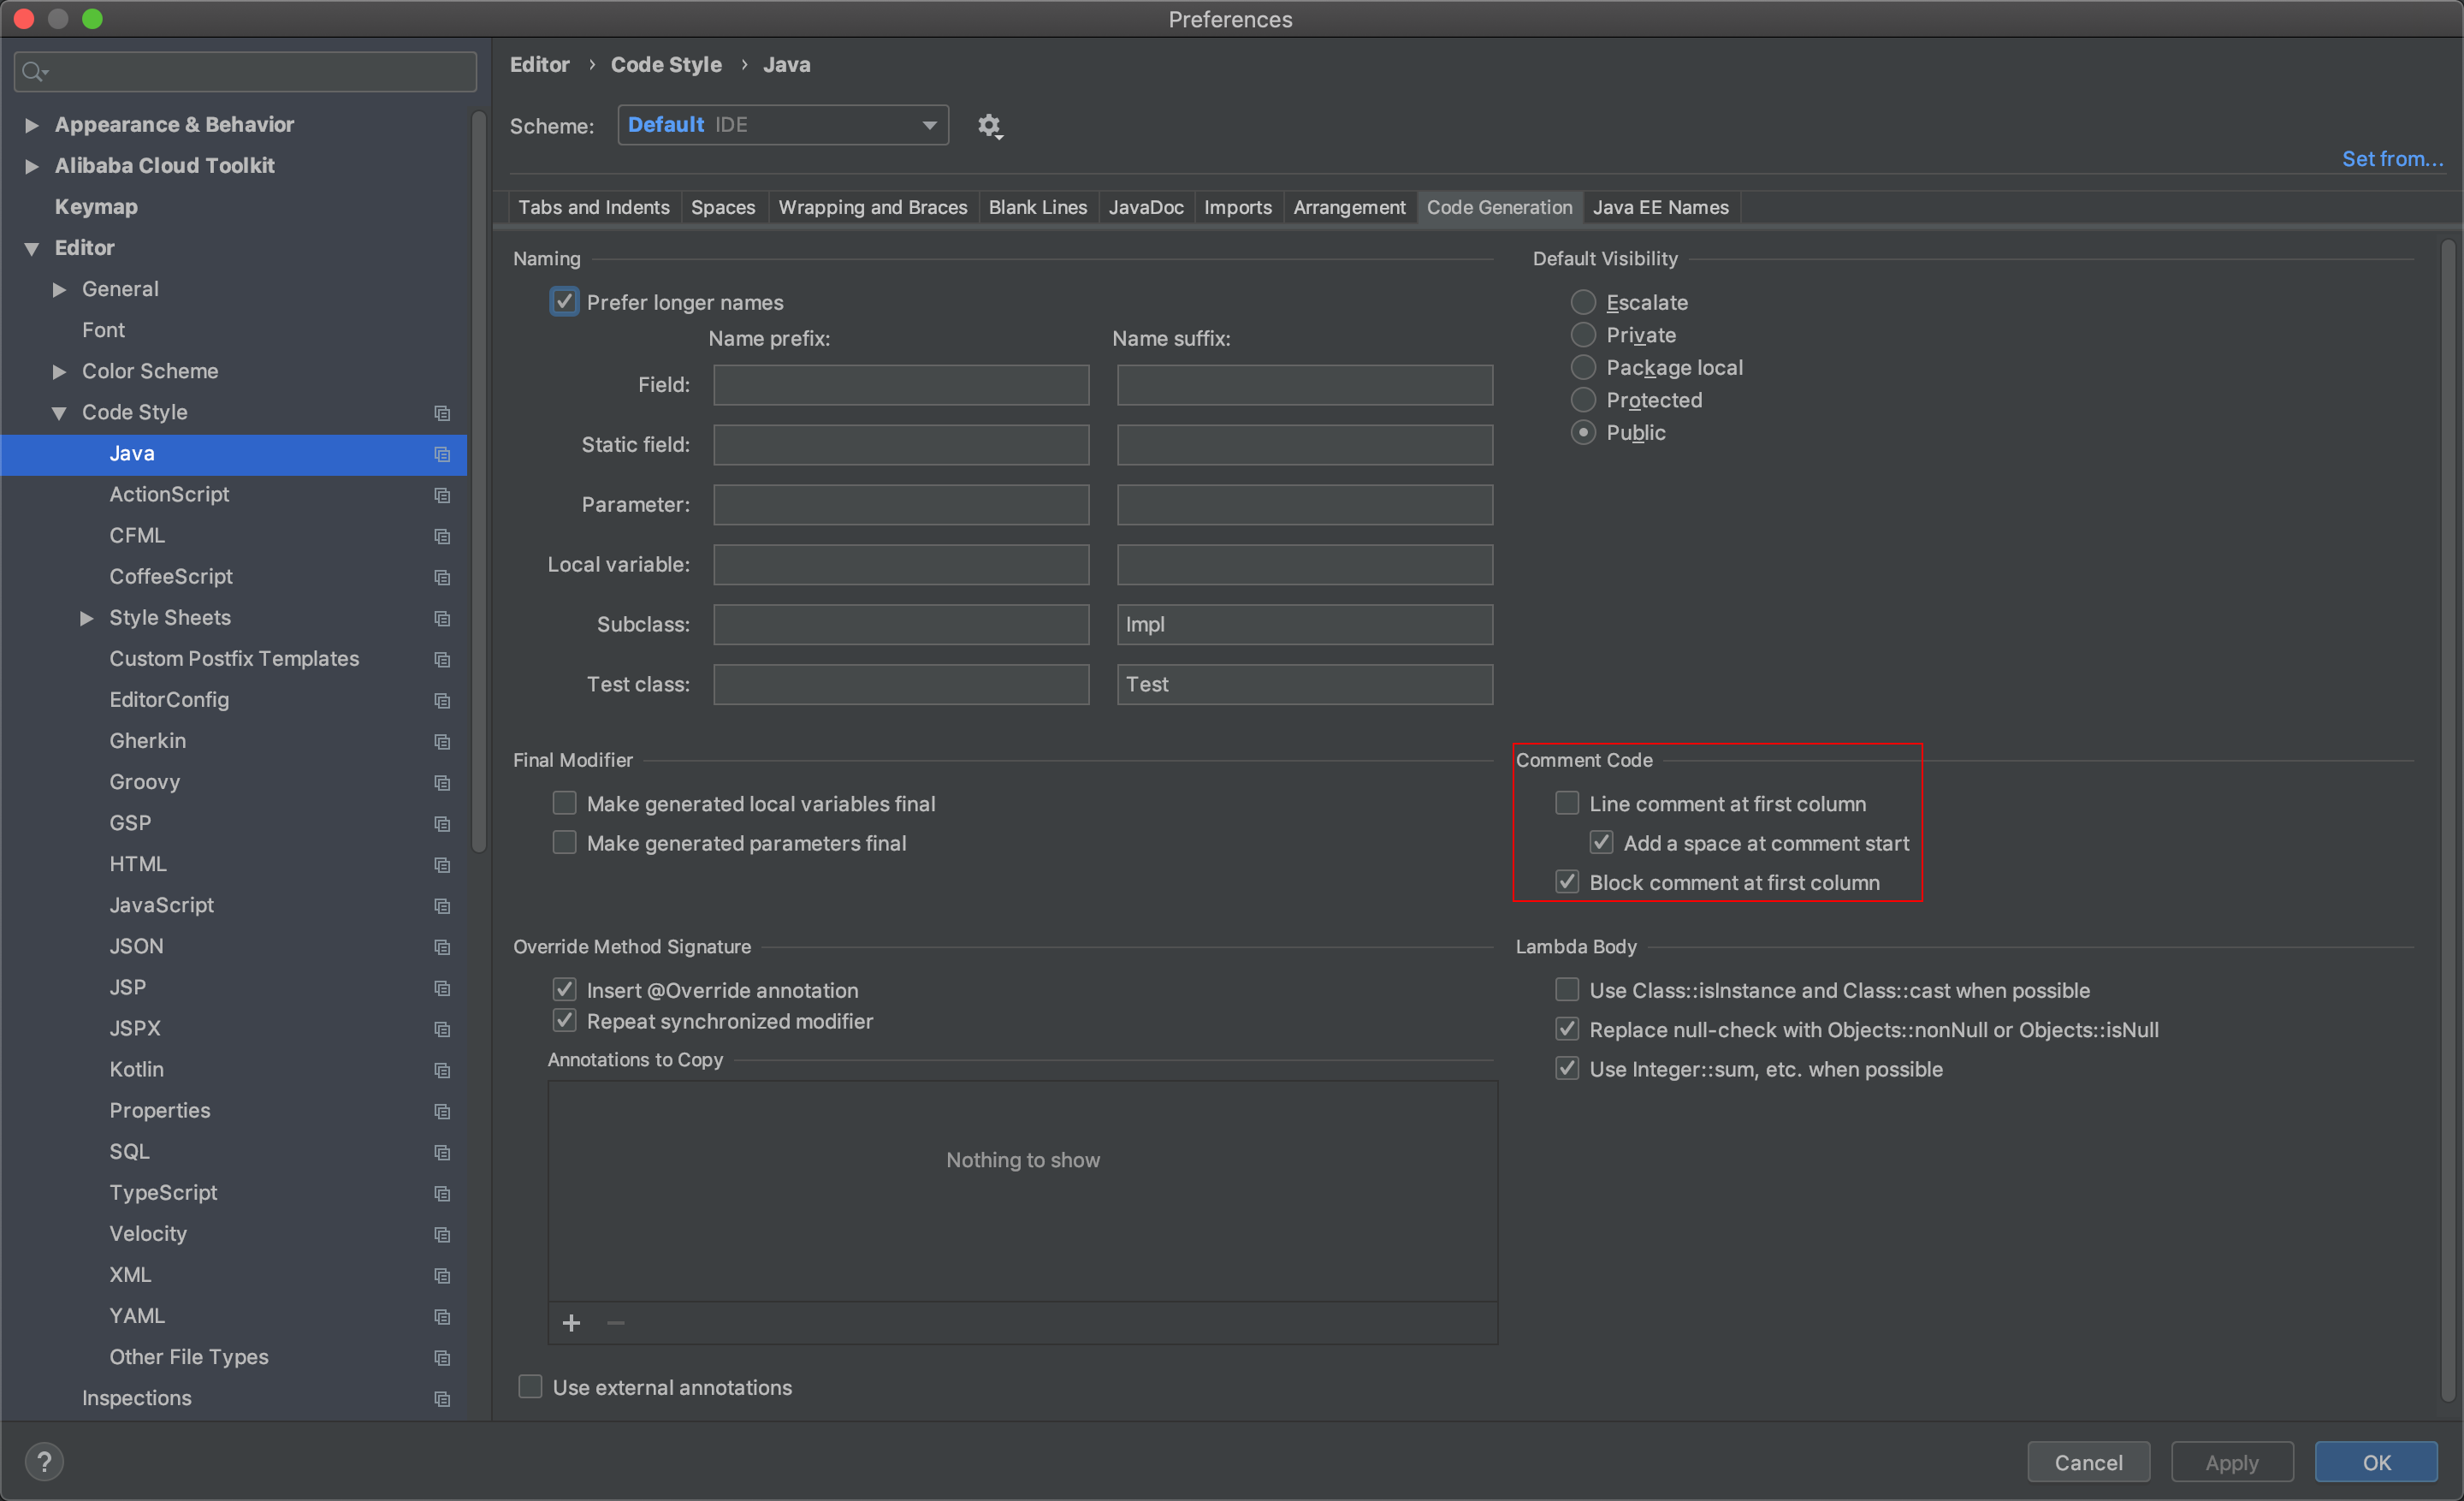 Preferences
Appearance & Behavior
Alibaba Cloud Toolkit
Keymap
Editor
General
Font
Color Scheme
Code Style
Java
ActionScript
CFML
CoffeeScript
Style Sheets
Custom Postfix Templates
EditorConfig
Gherkin
Groovy
GSP
HTML
JavaScript
JSON
JSP
JSPX
Kotlin
Properties
SQL
TypeScript
Velocity
XML
YAML
Other File Types
Inspections
Editor › Code Style › Java
Scheme: Default IDE
Set from...
Tabs and Indents Spaces Wrapping and Braces Blank Lines JavaDoc Imports Arrangement Code Generation Java EE Names
Naming
Prefer longer names
Name prefix: Name suffix:
Field:
Static field:
Parameter:
Local variable:
Subclass: Impl
Test class: Test
Default Visibility
Escalate
Private
Package local
Protected
Public
Final Modifier
Make generated local variables final
Make generated parameters final
Comment Code
Line comment at first column
Add a space at comment start
Block comment at first column
Override Method Signature
Insert @Override annotation
Repeat synchronized modifier
Annotations to Copy
Nothing to show
Use external annotations
Lambda Body
Use Class::isInstance and Class::cast when possible
Replace null-check with Objects::nonNull or Objects::isNull
Use Integer::sum, etc. when possible
?
Cancel Apply OK